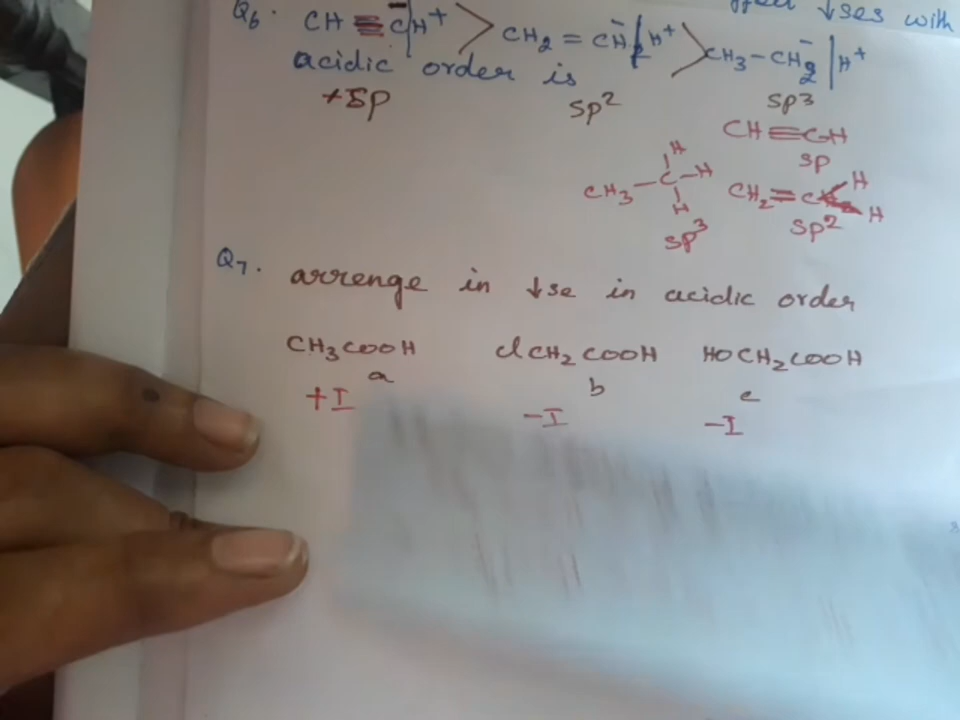 ↓ses with
Q6. CH ≡ C̄|H⁺ > CH₂ = CH̄|H⁺ > CH₃-CH̄₂|H⁺
acidic order is
sp sp² sp³
CH≡CH
sp
H
CH₃-C-H CH₂=C H
H H
sp³ sp²
Q7. arrenge in ↓se in acidic order
CH₃COOH ClCH₂COOH HOCH₂COOH
a b c
+I -I -I